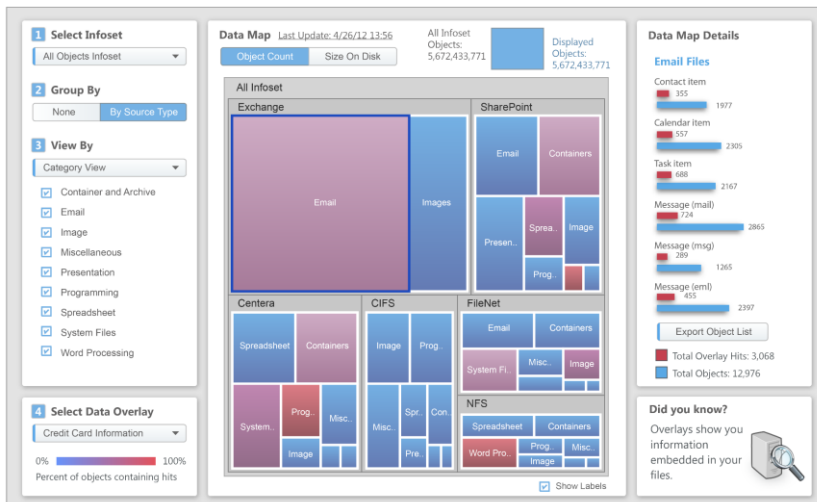 1 Select Infoset
All Objects Infoset
2 Group By
None
By Source Type
3 View By
Category View
Container and Archive
Email
Image
Miscellaneous
Presentation
Programming
Spreadsheet
System Files
Word Processing
4 Select Data Overlay
Credit Card Information
0% 100%
Percent of objects containing hits
Data Map Last Update: 4/26/12 13:56
Object Count
Size On Disk
All Infoset
Objects:
5,672,433,771
Displayed
Objects:
5,672,433,771
All Infoset
Exchange
Email
Images
SharePoint
Email
Containers
Presen..
Sprea..
Image
Prog..
Centera
Spreadsheet
Containers
System..
Prog..
Misc..
Image
CIFS
Image
Prog..
Misc..
Spr..
Con..
Pre..
FileNet
Email
Containers
System Fi..
Misc..
Image
NFS
Spreadsheet
Containers
Word Pro..
Prog..
Misc..
Image
Show Labels
Data Map Details
Email Files
Contact item
355
1977
Calendar item
557
2305
Task item
688
2167
Message (mail)
724
2865
Message (msg)
289
1265
Message (eml)
455
2397
Export Object List
Total Overlay Hits: 3,068
Total Objects: 12,976
Did you know?
Overlays show you
information
embedded in your
files.